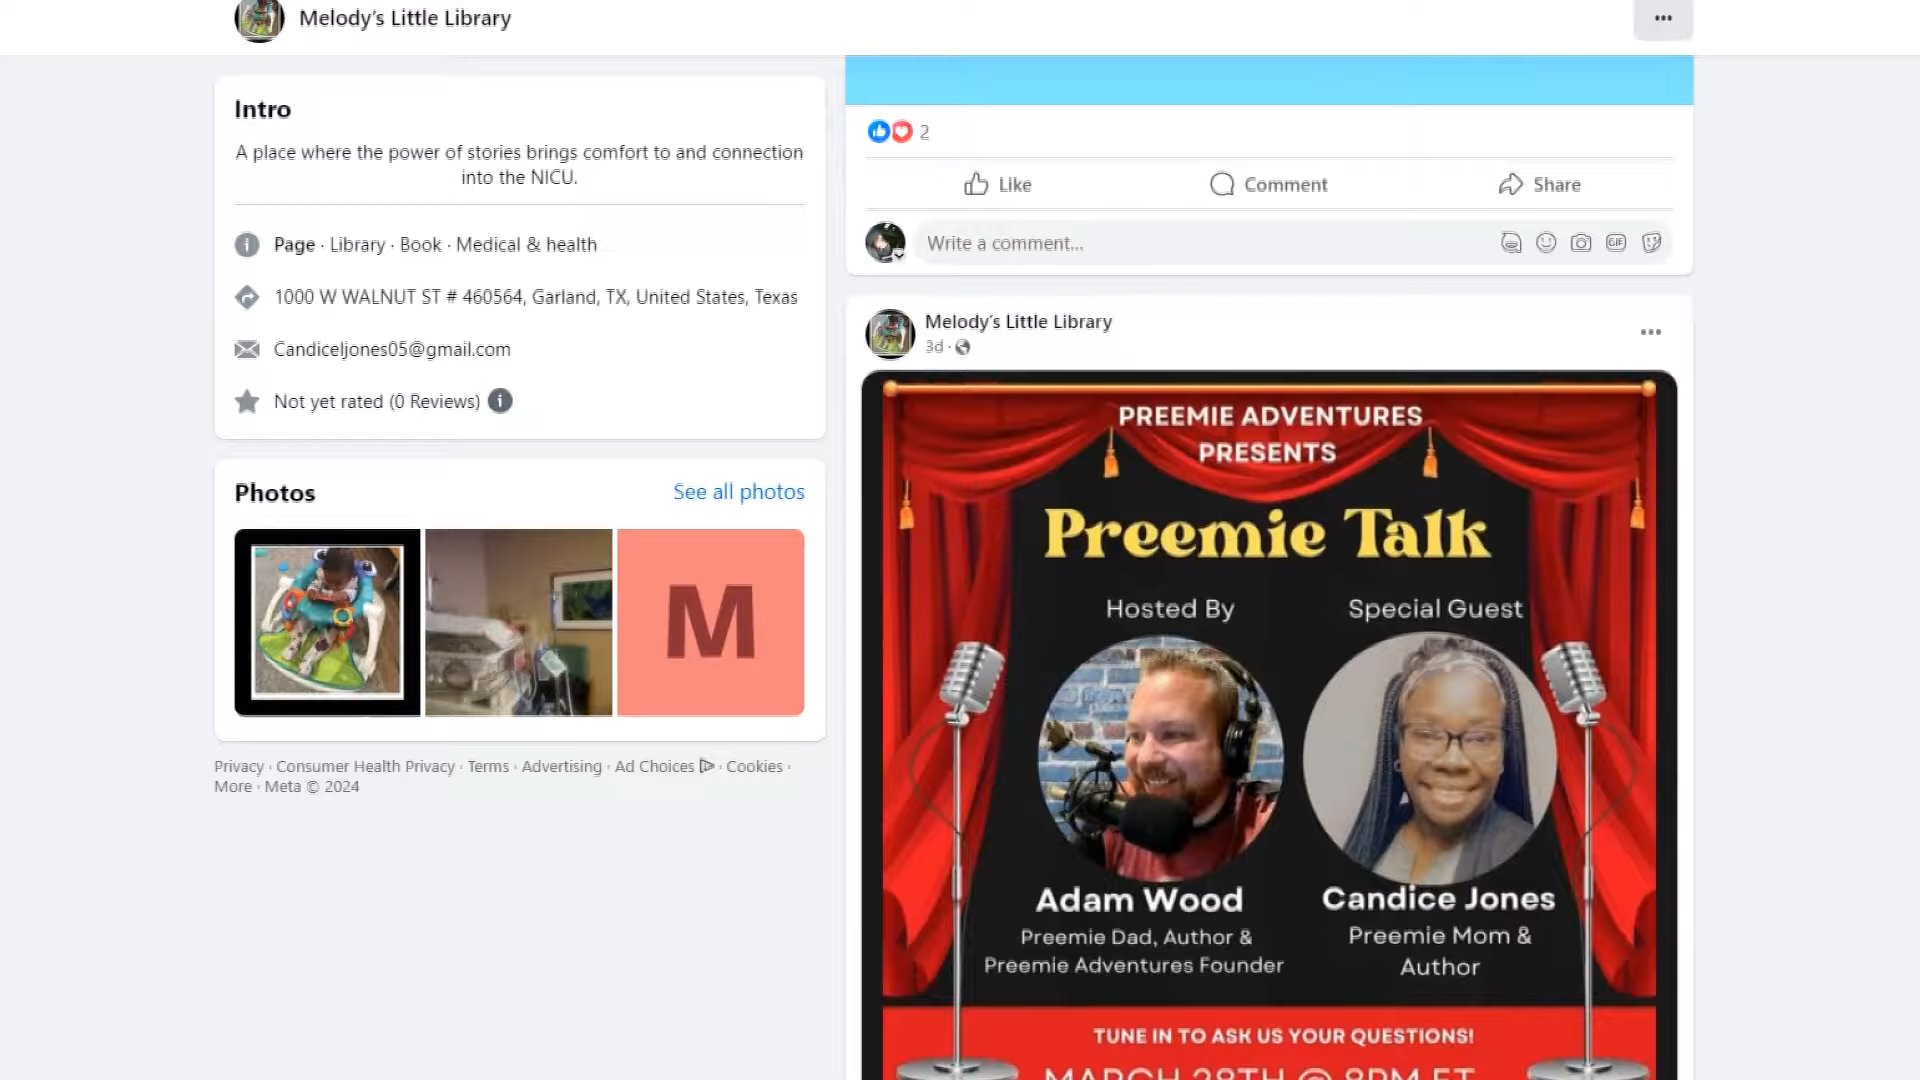 Melody's Little Library
Intro
A place where the power of stories brings comfort to and connection
into the NICU.
Page · Library · Book · Medical & health
1000 W WALNUT ST # 460564, Garland, TX, United States, Texas
Candiceljones05@gmail.com
Not yet rated (0 Reviews)
Photos
See all photos
M
Privacy · Consumer Health Privacy · Terms · Advertising · Ad Choices · Cookies ·
More · Meta © 2024
2
Like
Comment
Share
Write a comment...
GIF
Melody's Little Library
3d ·
PREEMIE ADVENTURES
PRESENTS
Preemie Talk
Hosted By
Special Guest
Adam Wood
Preemie Dad, Author &
Preemie Adventures Founder
Candice Jones
Preemie Mom &
Author
TUNE IN TO ASK US YOUR QUESTIONS!
MARCH 28TH @ 8PM ET